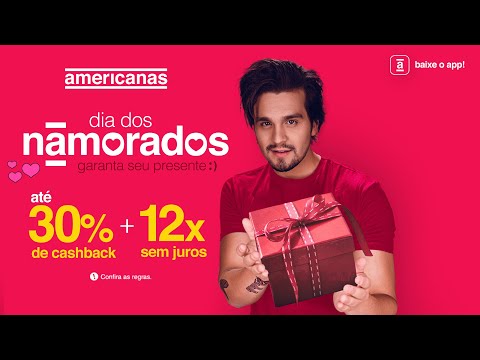 americanas
baixe o app!
dia dos
namorados
garanta seu presente :)
até
30% + 12x
de cashback sem juros
Confira as regras.